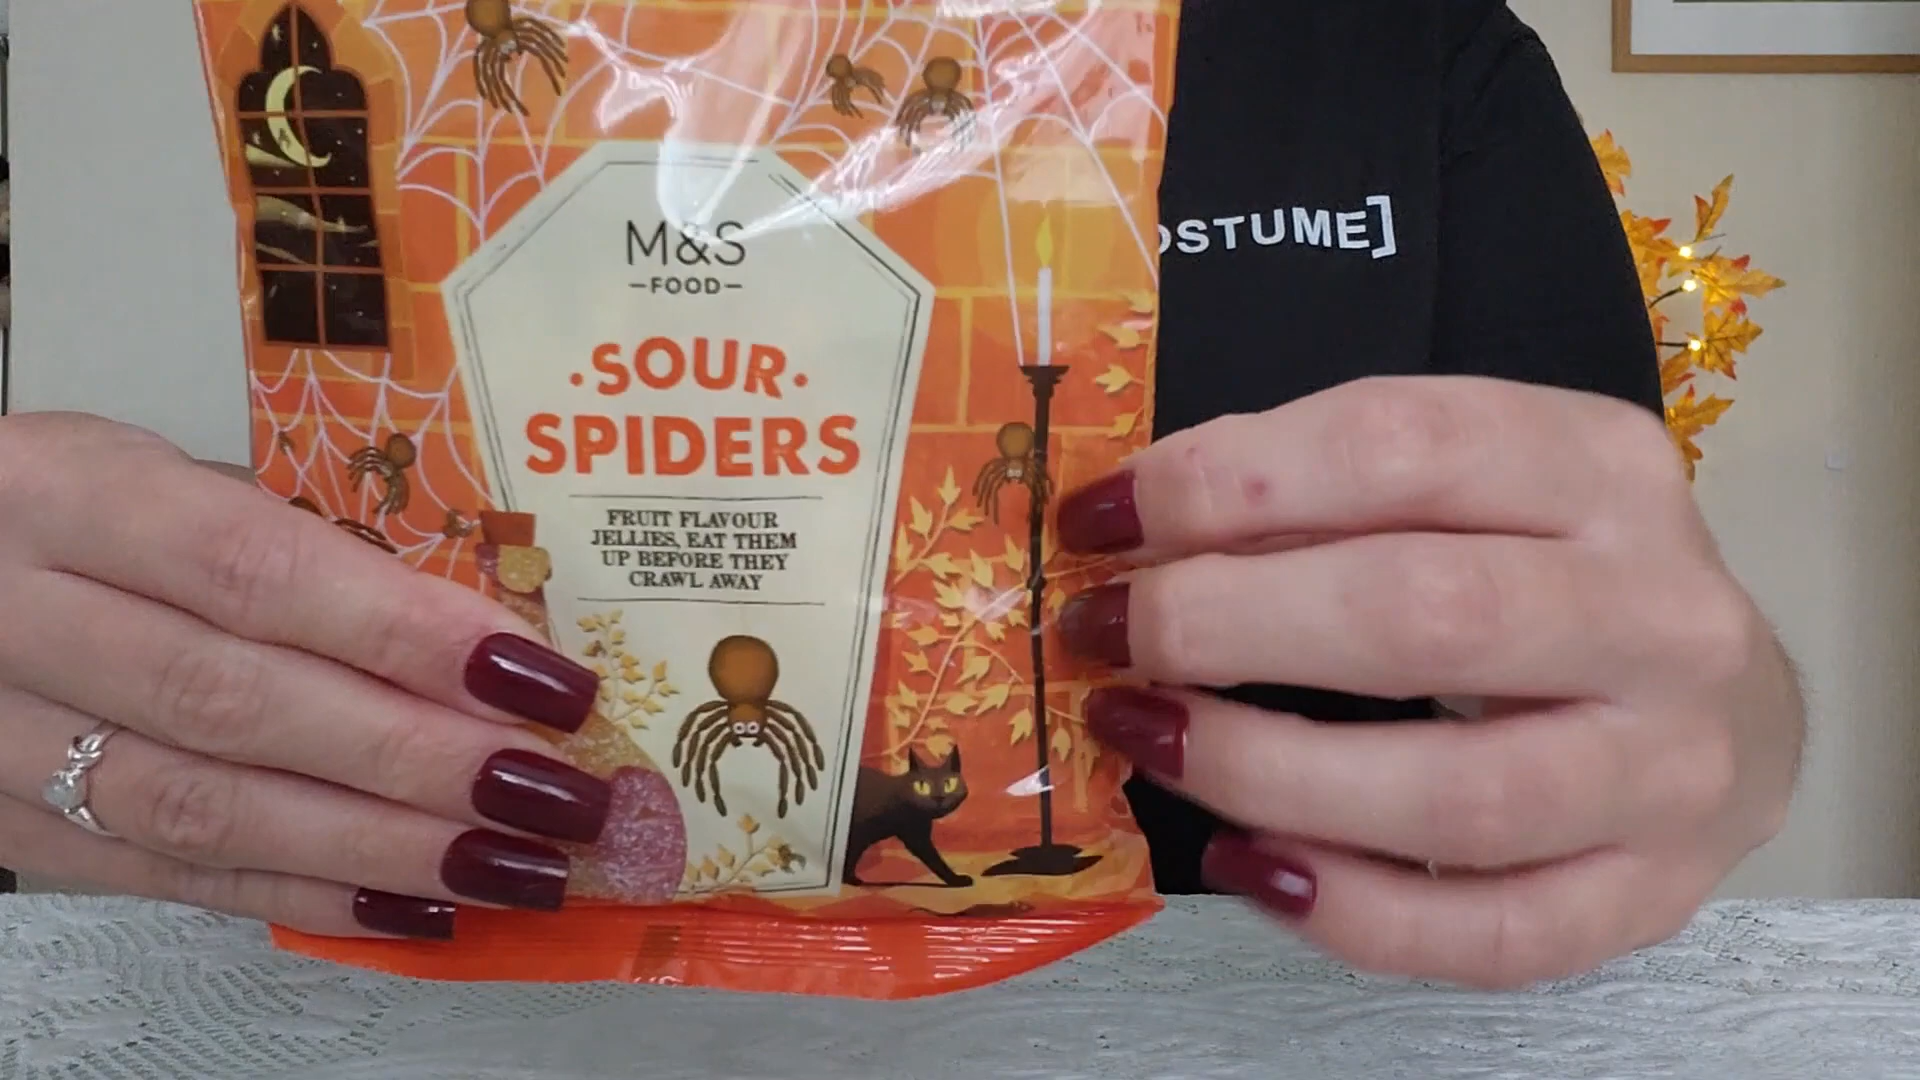 M&S
FOOD
·SOUR·
SPIDERS
FRUIT FLAVOUR
JELLIES, EAT THEM
UP BEFORE THEY
CRAWL AWAY
OSTUME]